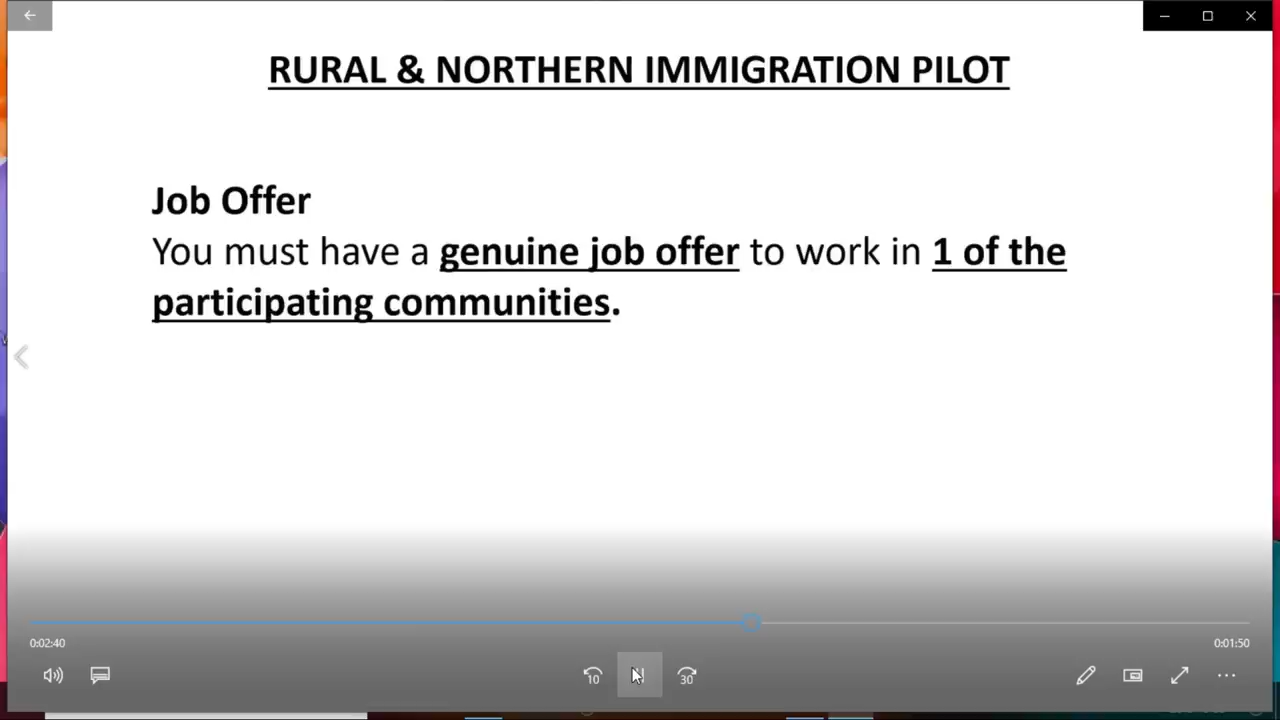 RURAL & NORTHERN IMMIGRATION PILOT
Job Offer
You must have a genuine job offer to work in 1 of the
participating communities.
0:02:40
0:01:50
10
30